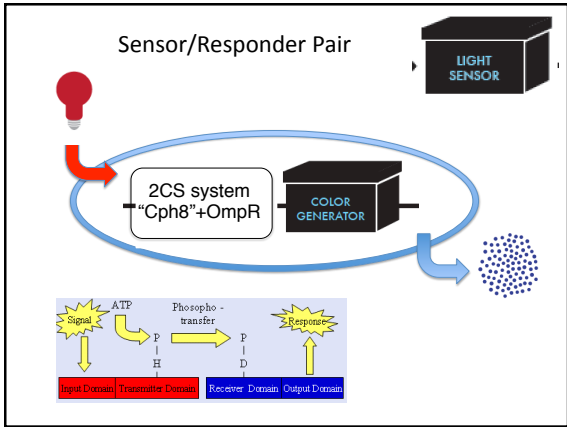 Sensor/Responder Pair
LIGHT
SENSOR
2CS system
“Cph8”+OmpR
COLOR
GENERATOR
Signal
ATP
Phospho -
transfer
Response
P
P
H
D
Input Domain
Transmitter Domain
Receiver Domain
Output Domain